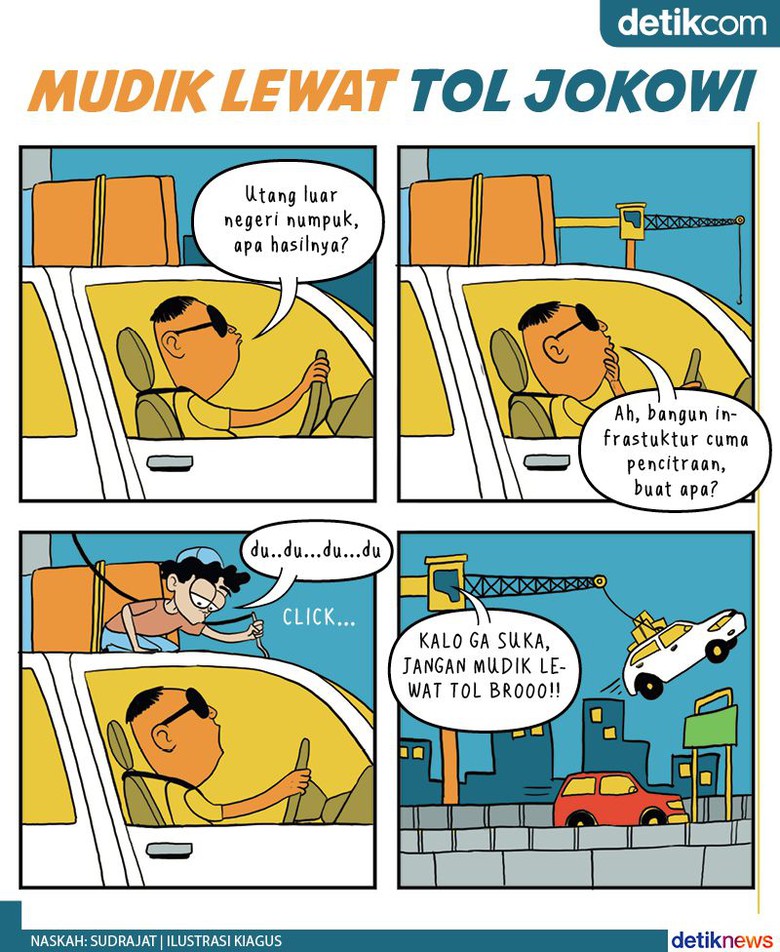 detikcom
MUDIK LEWAT TOL JOKOWI
Utang luar
negeri numpuk,
apa hasilnya?
Ah, bangun in-
frastuktur cuma
pencitraan,
buat apa?
du..du...du...du
CLICK...
KALO GA SUKA,
JANGAN MUDIK LE-
WAT TOL BROOO!!
NASKAH: SUDRAJAT | ILUSTRASI KIAGUS
detiknews